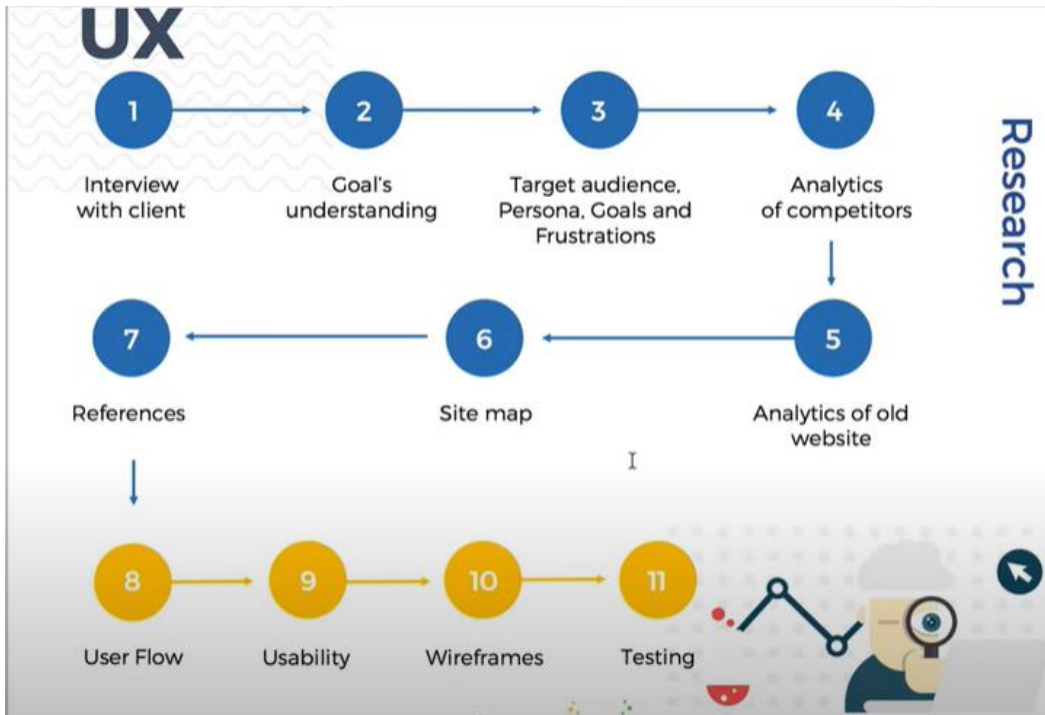 UX
1
2
3
4
Interview
with client
Goal's
understanding
Target audience,
Persona, Goals and
Frustrations
Analytics
of competitors
Research
7
6
5
References
Site map
Analytics of old
website
8
9
10
11
User Flow
Usability
Wireframes
Testing